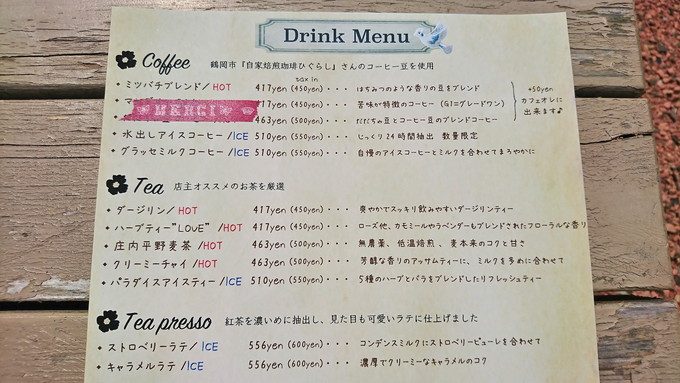 Drink Menu
Coffee 鶴岡市『自家焙煎珈琲ひぐらし』さんのコーヒー豆を使用
tax in
・ミツバチブレンド/HOT 417yen (450yen)・・・ はちみつのような香りの豆をブレンド
マ 417yen (450yen)・・・ 苦味が特徴のコーヒー (G1=グレードワン)
MERCI
463yen (500yen)・・・ だだちゃ豆とコーヒー豆のブレンドコーヒー
+50yen
カフェオレに
出来ます♪
・水出しアイスコーヒー/ICE 510yen (550yen)・・・ じっくり24時間抽出 数量限定
・グラッセミルクコーヒー/ICE 510yen (550yen)・・・ 自慢のアイスコーヒーとミルクを合わせてまろやかに
Tea 店主オススメのお茶を厳選
・ダージリン/HOT 417yen (450yen)・・・ 爽やかでスッキリ飲みやすいダージリンティー
・ハーブティー"LOVE" /HOT 417yen (450yen)・・・ ローズ他、カモミールやラベンダーもブレンドされたフローラルな香り
・庄内平野麦茶/HOT 463yen (500yen)・・・ 無農薬、低温焙煎、麦本来のコクと甘さ
・クリーミーチャイ/HOT 463yen (500yen)・・・ 芳醇な香りのアッサムティーに、ミルクを多めに合わせて
・パラダイスアイスティー/ICE 510yen (550yen)・・・ 5種のハーブとバラをブレンドしたリフレッシュティー
Tea presso 紅茶を濃いめに抽出し、見た目も可愛いラテに仕上げました
・ストロベリーラテ/ICE 556yen (600yen)・・・ コンデンスミルクにストロベリーピューレを合わせて
・キャラメルラテ/ICE 556yen (600yen)・・・ 濃厚でクリーミーなキャラメルのコク